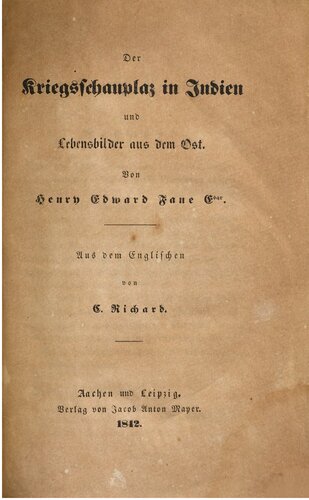 Der
Kriegsschauplaz in Indien
und
Lebensbilder aus dem Ost.
Von
Henry Edward Fane Esqr.
Aus dem Englischen
von
C. Richard.
Aachen und Leipzig,
Verlag von Jacob Anton Mayer.
1842.